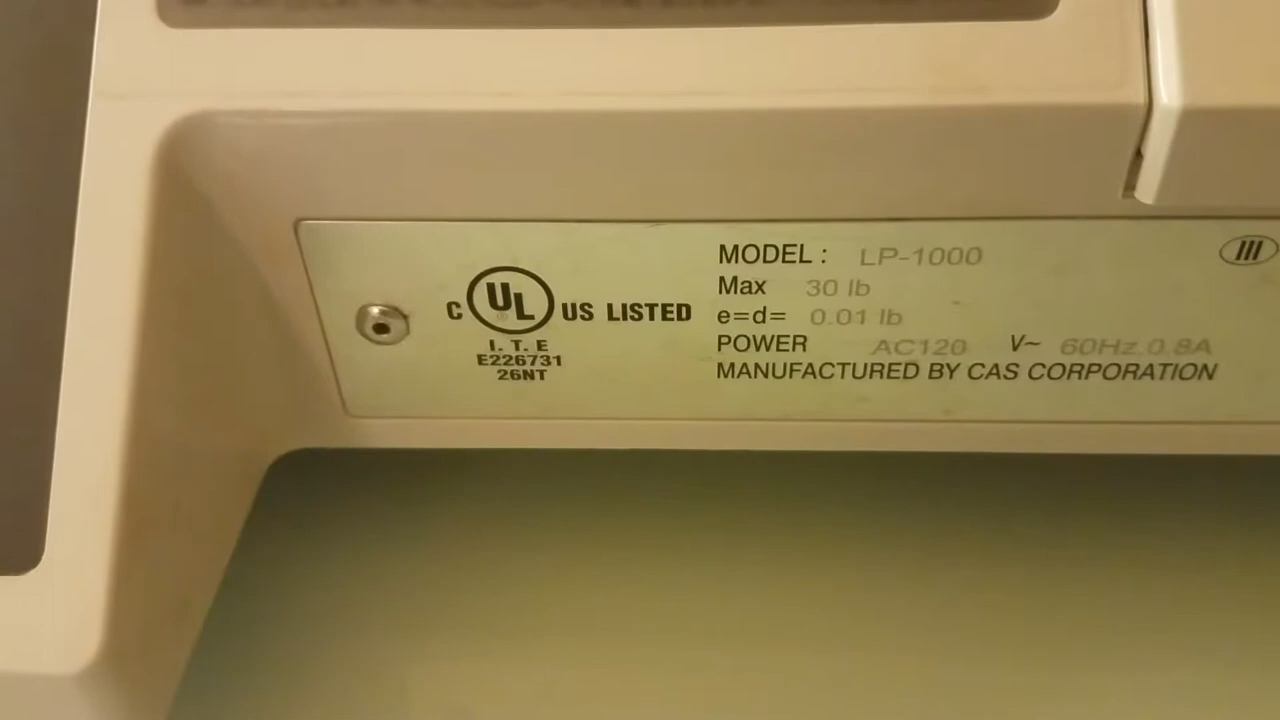 MODEL : LP-1000
Max 30 lb
e=d= 0.01 lb
POWER AC120 V~ 60Hz 0.8A
MANUFACTURED BY CAS CORPORATION
III
C UL ® US LISTED
I. T. E
E226731
26NT